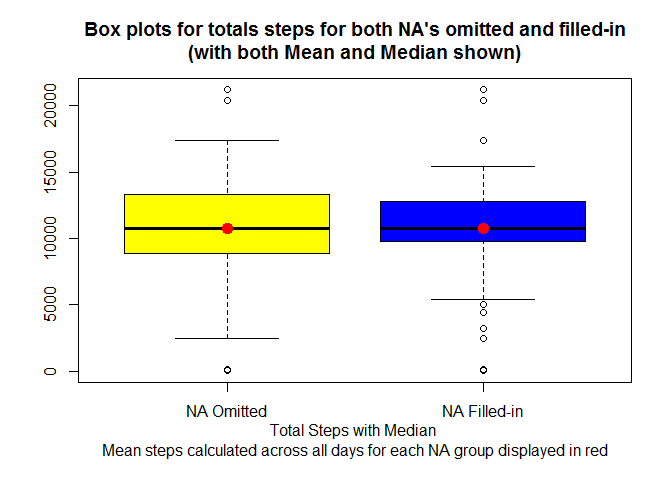 Box plots for totals steps for both NA's omitted and filled-in
(with both Mean and Median shown)
20000
15000
10000
5000
0
NA Omitted NA Filled-in
Total Steps with Median
Mean steps calculated across all days for each NA group displayed in red